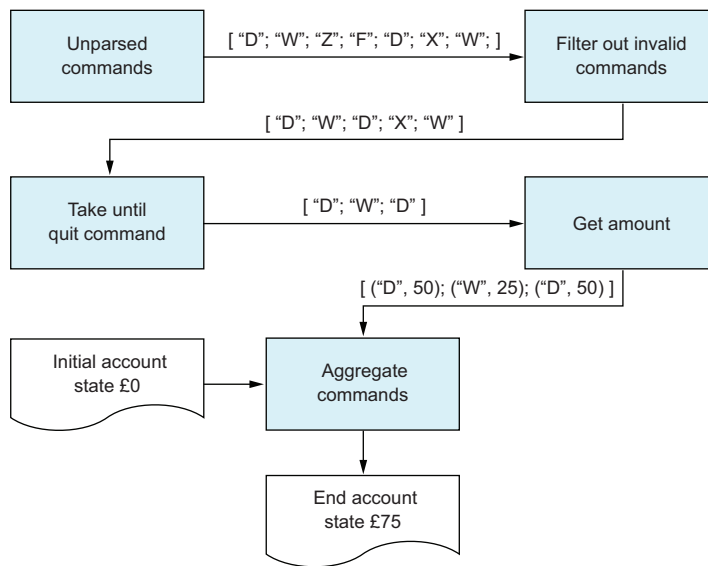 Unparsed
commands
[ “D”; “W”; “Z”; “F”; “D”; “X”; “W”; ]
Filter out invalid
commands
[ “D”; “W”; “D”; “X”; “W” ]
Take until
quit command
[ “D”; “W”; “D” ]
Get amount
[ (“D”, 50); (“W”, 25); (“D”, 50) ]
Initial account
state £0
Aggregate
commands
End account
state £75